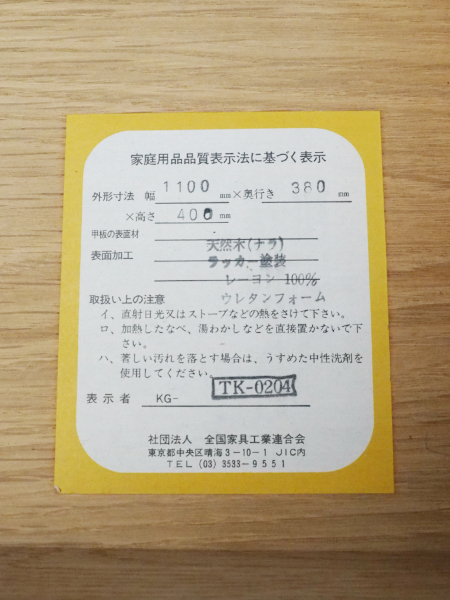 家庭用品品質表示法に基づく表示
外形寸法 幅 1100 mm×奥行き 380 mm
×高さ 400 mm
甲板の表面材
天然木(ナラ)
表面加工 ラッカー塗装
レーヨン 100%
取扱い上の注意 ウレタンフォーム
イ、直射日光又はストーブなどの熱をさけて下さい。
ロ、加熱したなべ、湯わかしなどを直接置かないで下
さい。
ハ、著しい汚れを落とす場合は、うすめた中性洗剤を
使用してください。
TK-0204
表示者 KG-
社団法人 全国家具工業連合会
東京都中央区晴海3-10-1 JIC内
TEL (03) 3533-9551